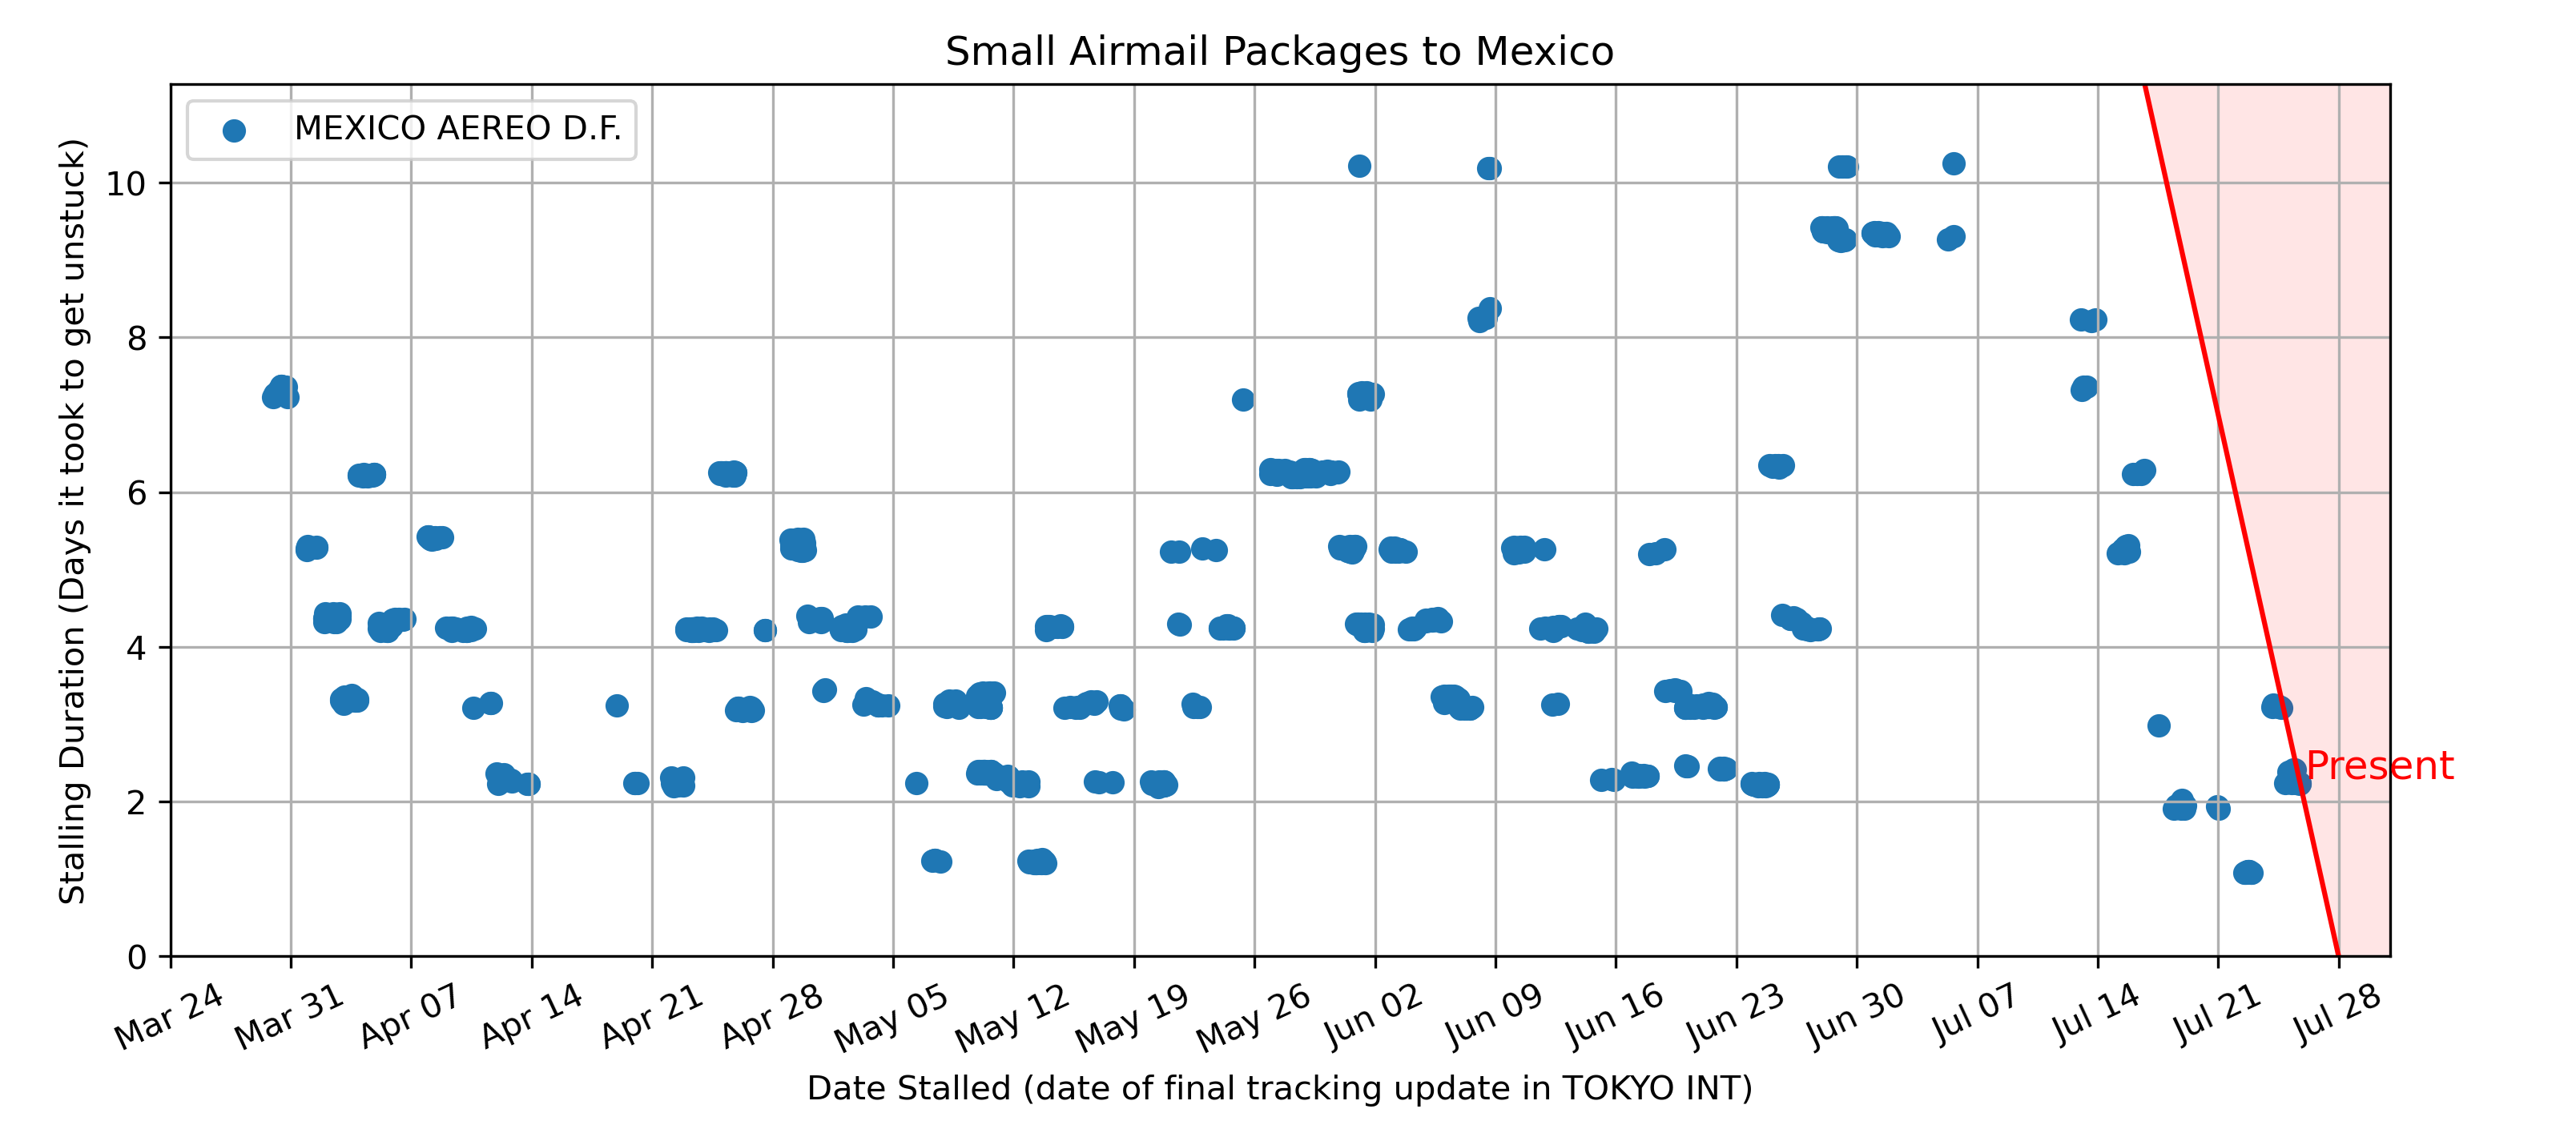 Small Airmail Packages to Mexico
MEXICO AEREO D.F.
Stalling Duration (Days it took to get unstuck)
10
8
6
4
2
0
Present
Mar 24
Mar 31
Apr 07
Apr 14
Apr 21
Apr 28
May 05
May 12
May 19
May 26
Jun 02
Jun 09
Jun 16
Jun 23
Jun 30
Jul 07
Jul 14
Jul 21
Jul 28
Date Stalled (date of final tracking update in TOKYO INT)